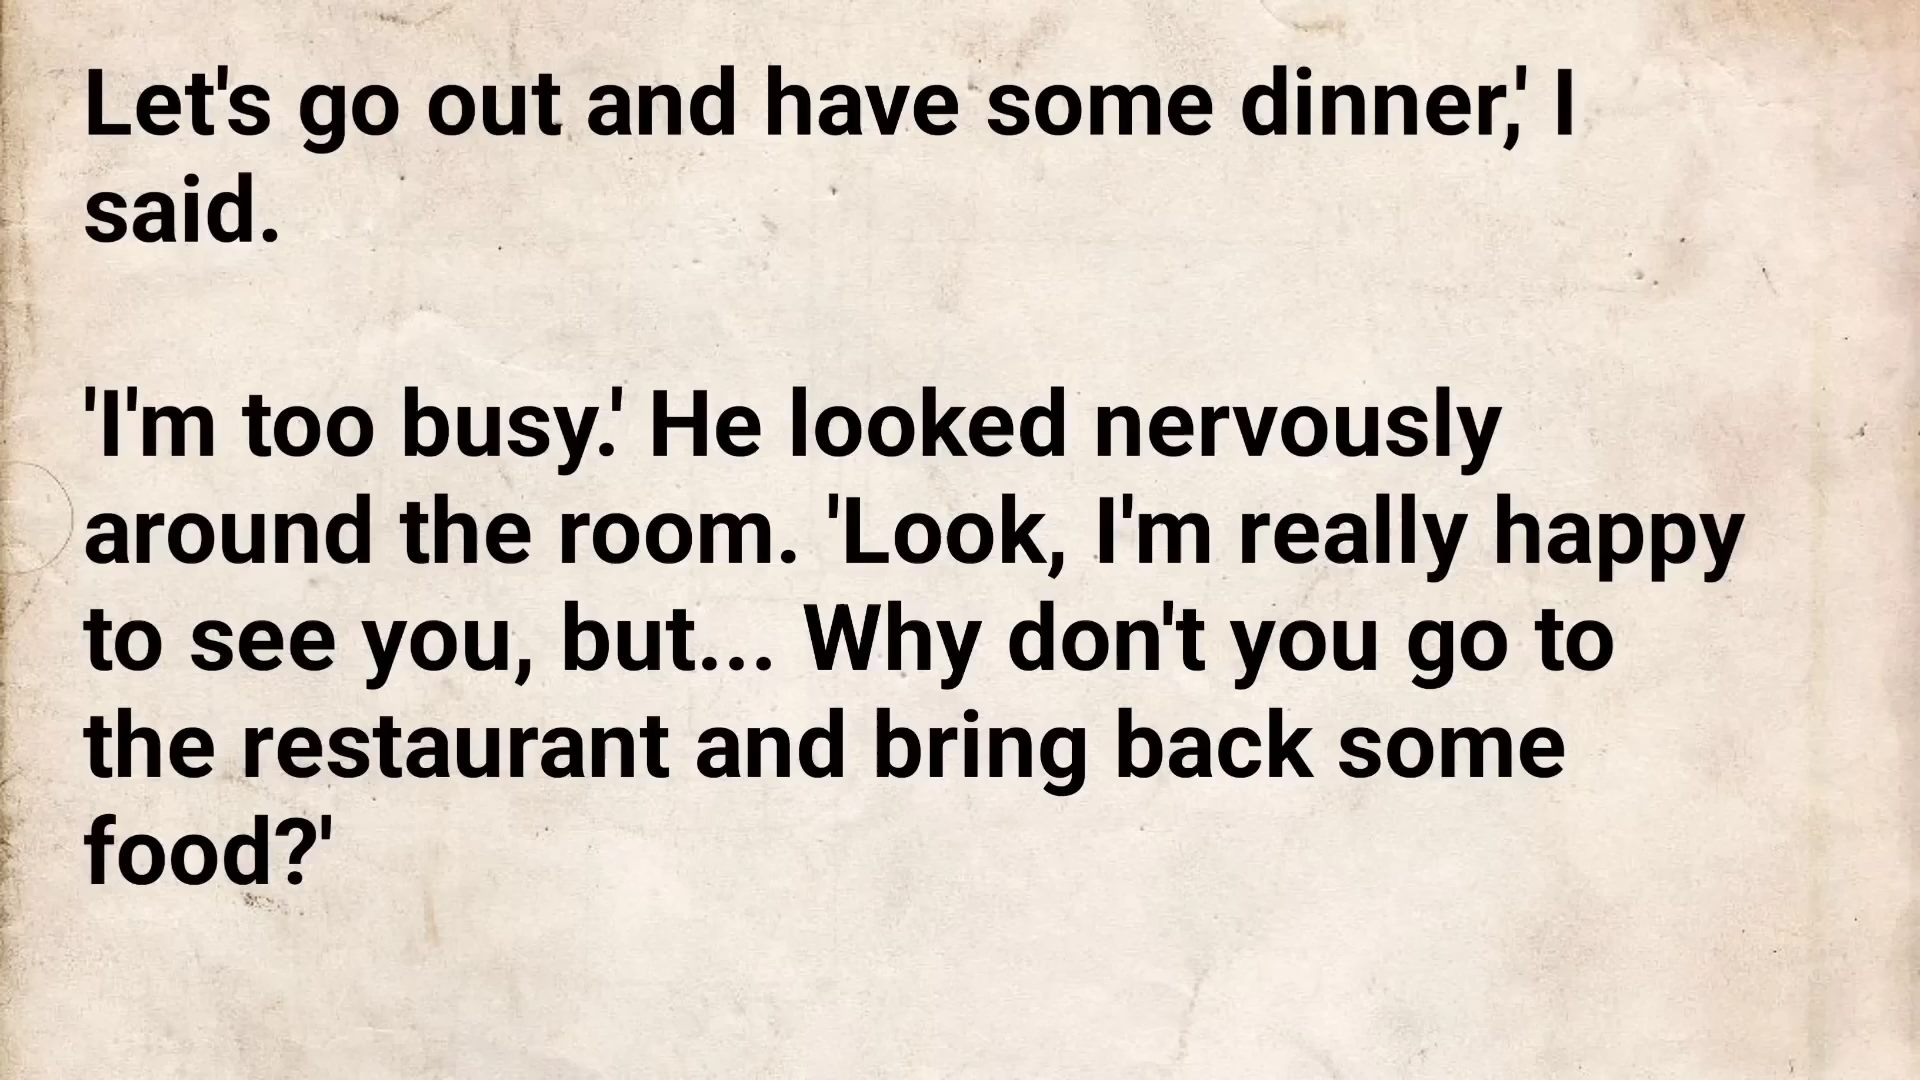 Let's go out and have some dinner,' I
said.
'I'm too busy.' He looked nervously
around the room. 'Look, I'm really happy
to see you, but... Why don't you go to
the restaurant and bring back some
food?'